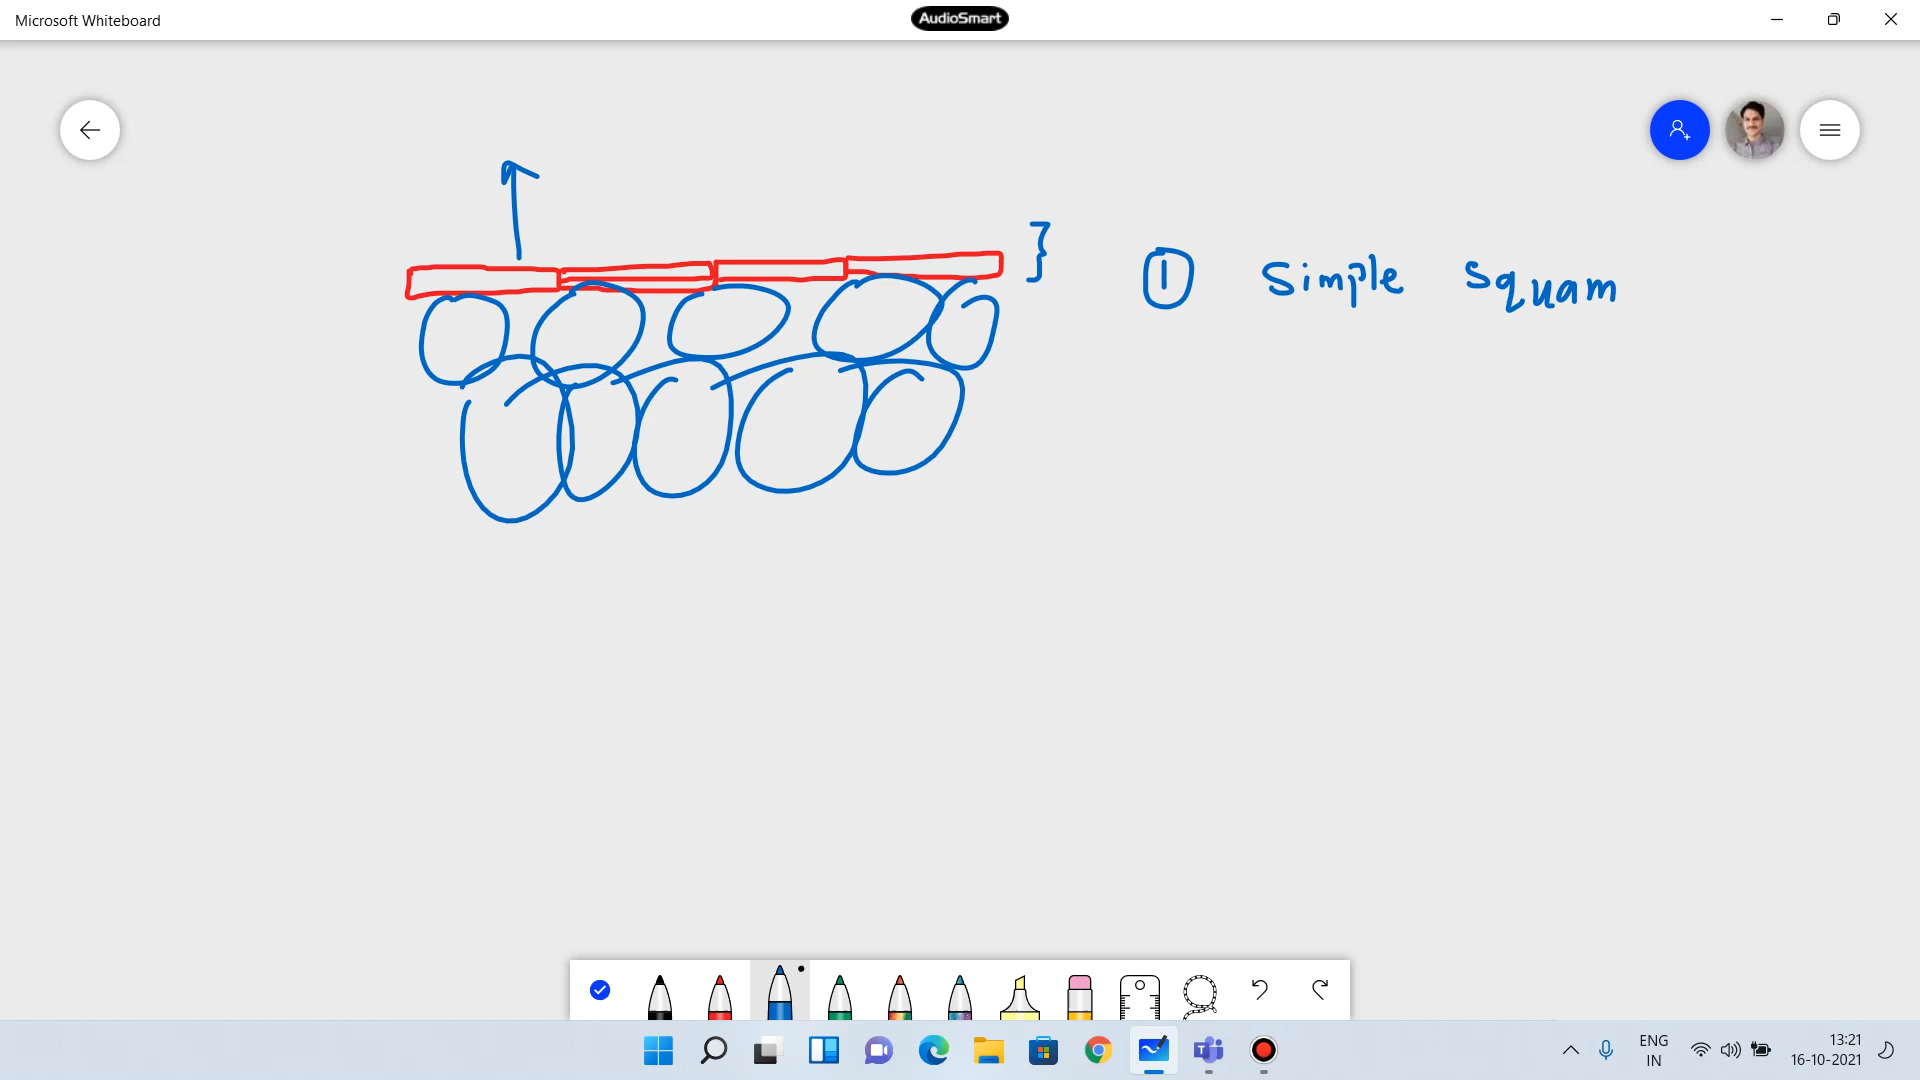 Microsoft Whiteboard
AudioSmart
① Simple Squam
ENG
IN
13:21
16-10-2021